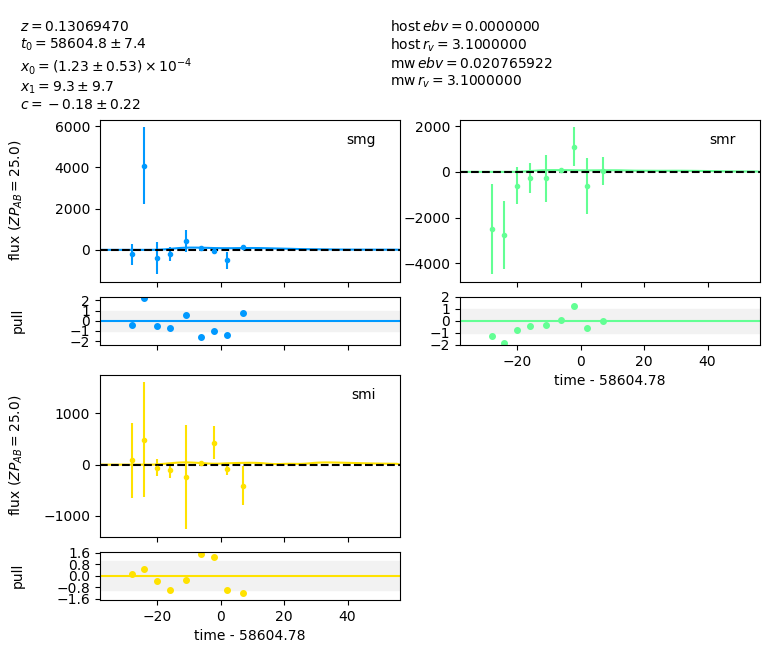 z = 0.13069470
t₀ = 58604.8 ± 7.4
x₀ = (1.23 ± 0.53) × 10⁻⁴
x₁ = 9.3 ± 9.7
c = −0.18 ± 0.22
host ebv = 0.0000000
host r_v = 3.1000000
mw ebv = 0.020765922
mw r_v = 3.1000000
flux (ZP_AB = 25.0)
6000
4000
2000
0
smg
2000
0
−2000
−4000
smr
pull
2
1
0
−1
−2
2
1
0
−1
−2
−20
0
20
40
time - 58604.78
flux (ZP_AB = 25.0)
1000
0
−1000
smi
pull
1.6
0.8
0.0
−0.8
−1.6
−20
0
20
40
time - 58604.78